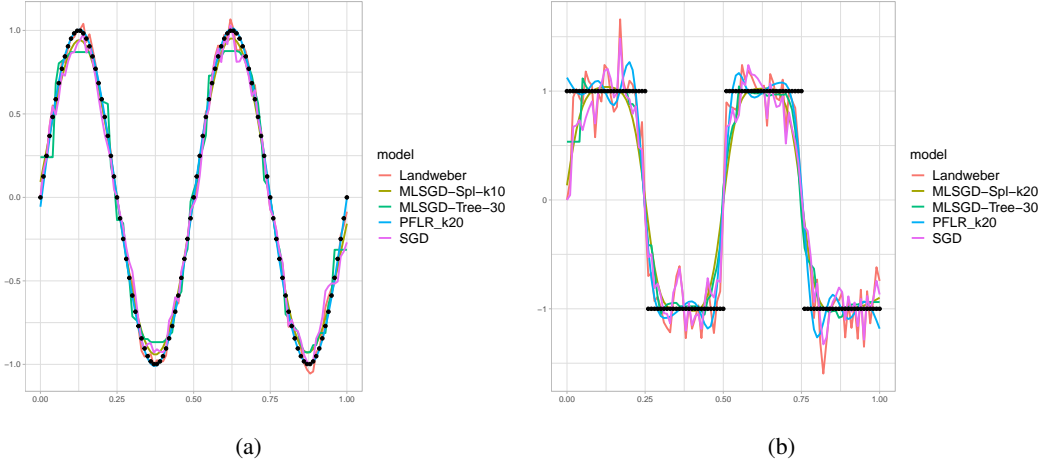 1.0
0.5
0.0
−0.5
−1.0
0.00
0.25
0.50
0.75
1.00
model
Landweber
MLSGD−Spl−k10
MLSGD−Tree−30
PFLR_k20
SGD
(a)
1
0
−1
0.00
0.25
0.50
0.75
1.00
model
Landweber
MLSGD−Spl−k20
MLSGD−Tree−30
PFLR_k20
SGD
(b)